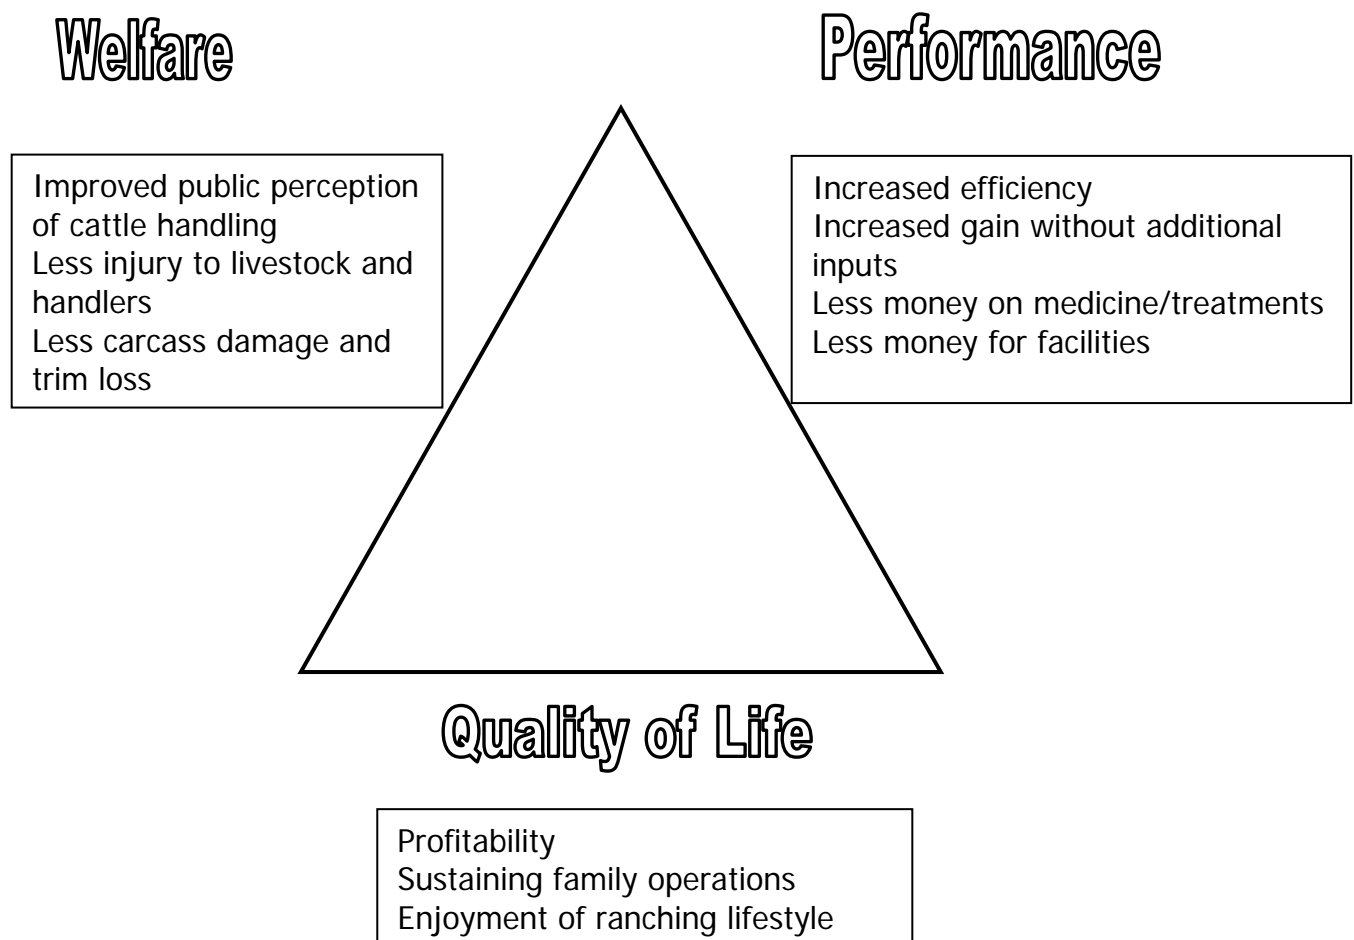 Welfare
Performance
Improved public perception
of cattle handling
Less injury to livestock and
handlers
Less carcass damage and
trim loss
Increased efficiency
Increased gain without additional
inputs
Less money on medicine/treatments
Less money for facilities
Quality of Life
Profitability
Sustaining family operations
Enjoyment of ranching lifestyle